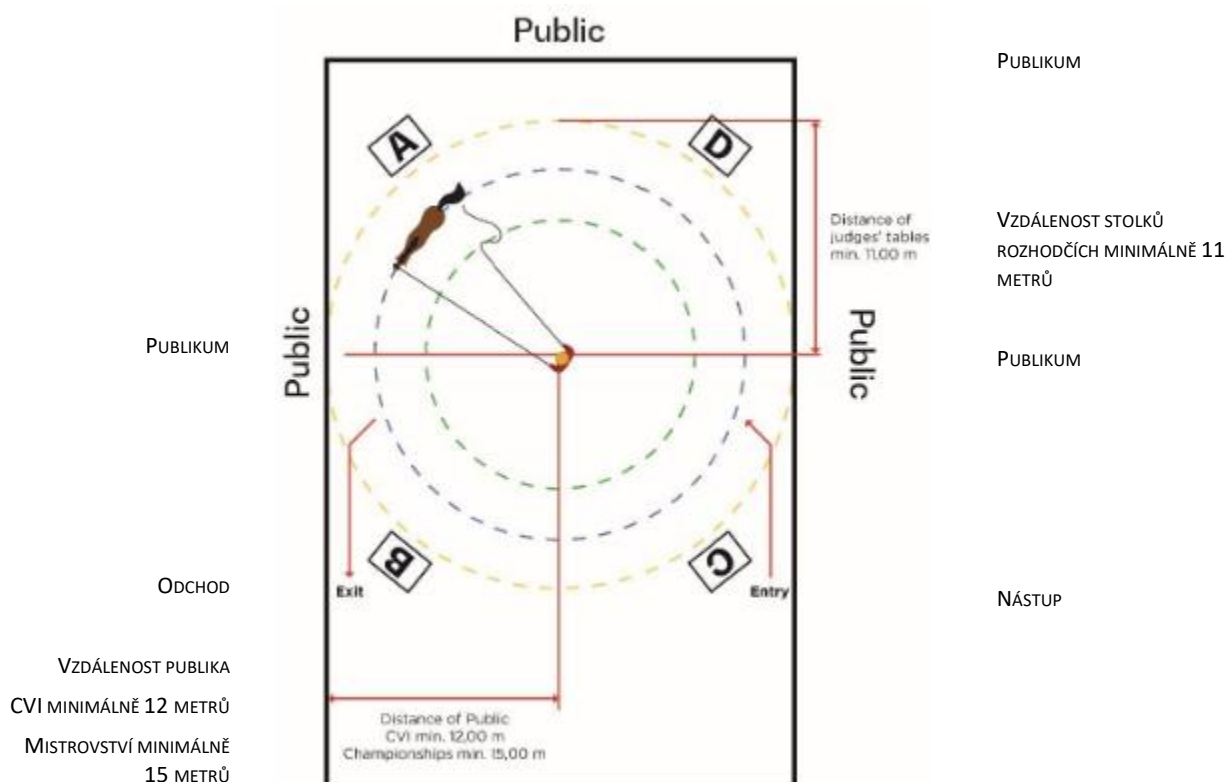 Public
PUBLIKUM
A
D
Distance of
judges' tables
min. 11,00 m
VZDÁLENOST STOLKŮ
ROZHODČÍCH MINIMÁLNĚ 11
METRŮ
PUBLIKUM
Public
Public
PUBLIKUM
B
C
Exit
Entry
ODCHOD
NÁSTUP
VZDÁLENOST PUBLIKA
CVI MINIMÁLNĚ 12 METRŮ
MISTROVSTVÍ MINIMÁLNĚ
15 METRŮ
Distance of Public
CVI min. 12,00 m
Championships min. 15,00 m